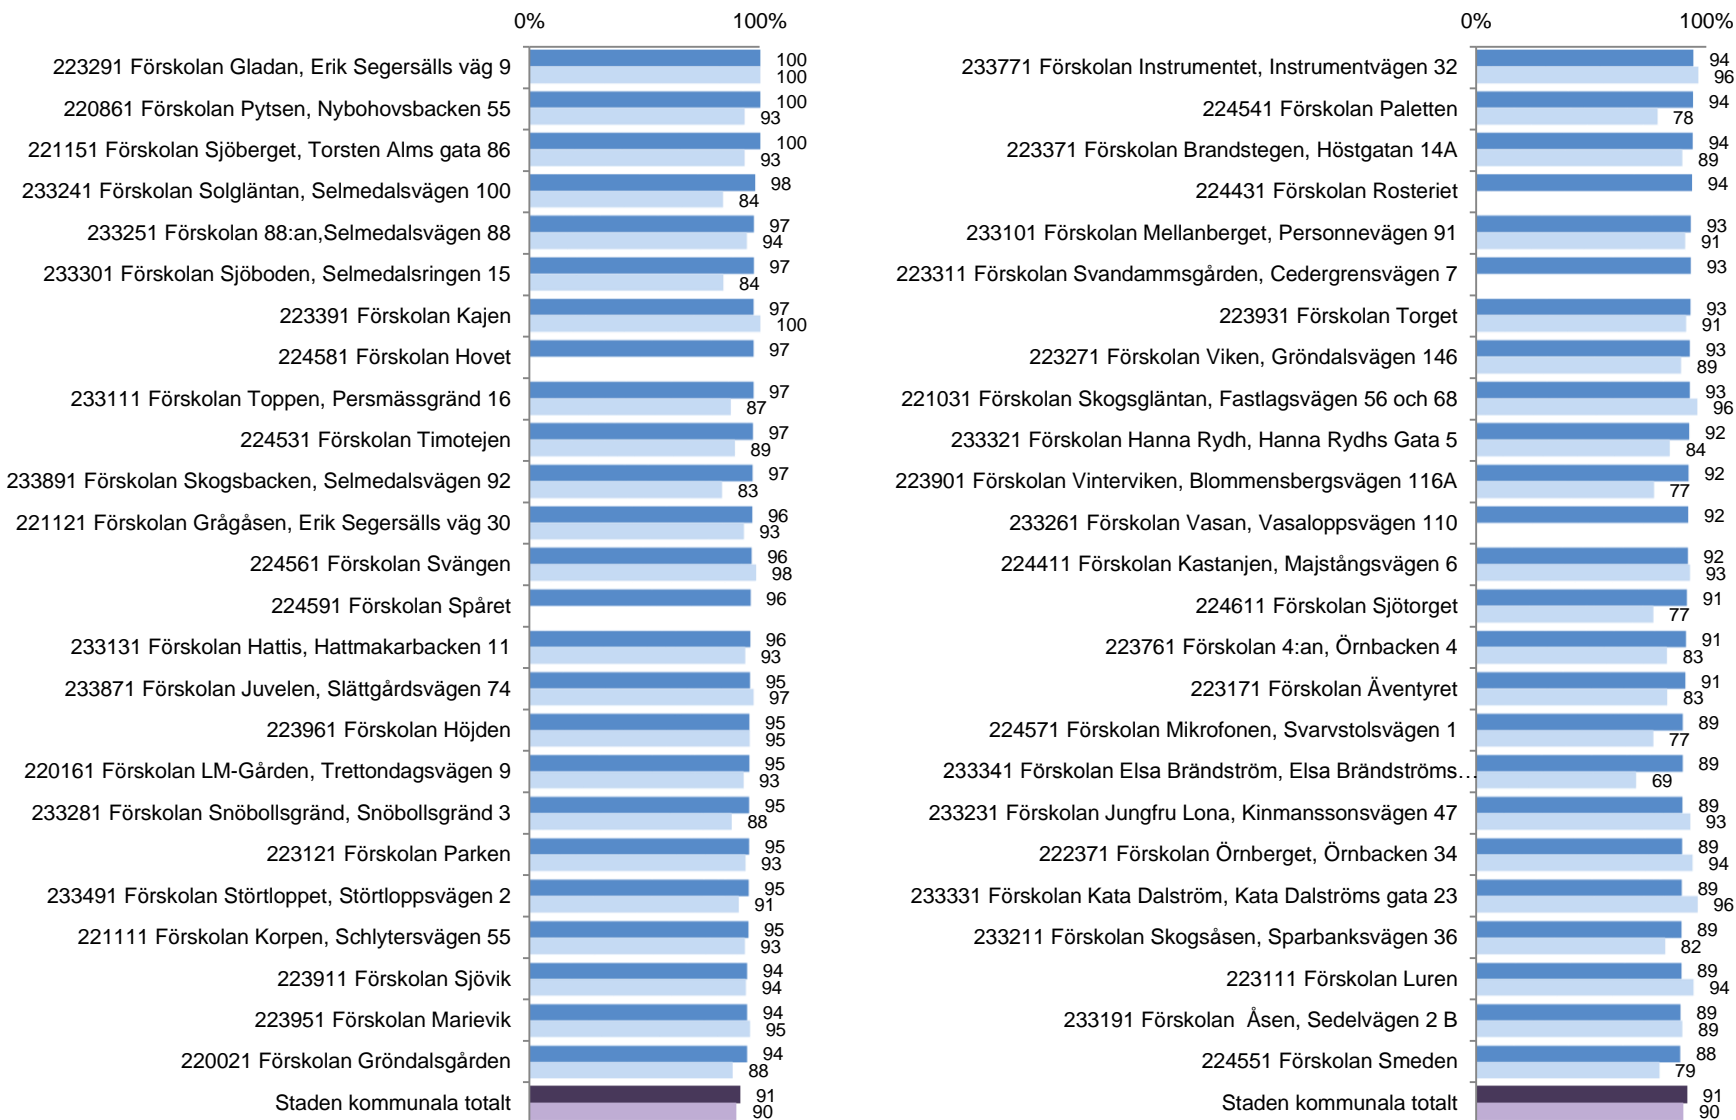 0% 100%
223291 Förskolan Gladan, Erik Segersälls väg 9 100 100
220861 Förskolan Pytsen, Nybohovsbacken 55 100 93
221151 Förskolan Sjöberget, Torsten Alms gata 86 100 93
233241 Förskolan Solgläntan, Selmedalsvägen 100 98 84
233251 Förskolan 88:an,Selmedalsvägen 88 97 94
233301 Förskolan Sjöboden, Selmedalsringen 15 97 84
223391 Förskolan Kajen 97 100
224581 Förskolan Hovet 97
233111 Förskolan Toppen, Persmässgränd 16 97 87
224531 Förskolan Timotejen 97 89
233891 Förskolan Skogsbacken, Selmedalsvägen 92 97 83
221121 Förskolan Grågåsen, Erik Segersälls väg 30 96 93
224561 Förskolan Svängen 96 98
224591 Förskolan Spåret 96
233131 Förskolan Hattis, Hattmakarbacken 11 96 93
233871 Förskolan Juvelen, Slättgårdsvägen 74 95 97
223961 Förskolan Höjden 95 95
220161 Förskolan LM-Gården, Trettondagsvägen 9 95 93
233281 Förskolan Snöbollsgränd, Snöbollsgränd 3 95 88
223121 Förskolan Parken 95 93
233491 Förskolan Störtloppet, Störtloppsvägen 2 95 91
221111 Förskolan Korpen, Schlytersvägen 55 95 93
223911 Förskolan Sjövik 94 94
223951 Förskolan Marievik 94 95
220021 Förskolan Gröndalsgården 94 88
Staden kommunala totalt 91 90
0% 100%
233771 Förskolan Instrumentet, Instrumentvägen 32 94 96
224541 Förskolan Paletten 94 78
223371 Förskolan Brandstegen, Höstgatan 14A 94 89
224431 Förskolan Rosteriet 94
233101 Förskolan Mellanberget, Personnevägen 91 93 91
223311 Förskolan Svandammsgården, Cedergrensvägen 7 93
223931 Förskolan Torget 93 91
223271 Förskolan Viken, Gröndalsvägen 146 93 89
221031 Förskolan Skogsgläntan, Fastlagsvägen 56 och 68 93 96
233321 Förskolan Hanna Rydh, Hanna Rydhs Gata 5 92 84
223901 Förskolan Vinterviken, Blommensbergsvägen 116A 92 77
233261 Förskolan Vasan, Vasaloppsvägen 110 92
224411 Förskolan Kastanjen, Majstångsvägen 6 92 93
224611 Förskolan Sjötorget 91 77
223761 Förskolan 4:an, Örnbacken 4 91 83
223171 Förskolan Äventyret 91 83
224571 Förskolan Mikrofonen, Svarvstolsvägen 1 89 77
233341 Förskolan Elsa Brändström, Elsa Brändströms… 89 69
233231 Förskolan Jungfru Lona, Kinmanssonsvägen 47 89 93
222371 Förskolan Örnberget, Örnbacken 34 89 94
233331 Förskolan Kata Dalström, Kata Dalströms gata 23 89 96
233211 Förskolan Skogsåsen, Sparbanksvägen 36 89 82
223111 Förskolan Luren 89 94
233191 Förskolan  Åsen, Sedelvägen 2 B 89 89
224551 Förskolan Smeden 88 79
Staden kommunala totalt 91 90